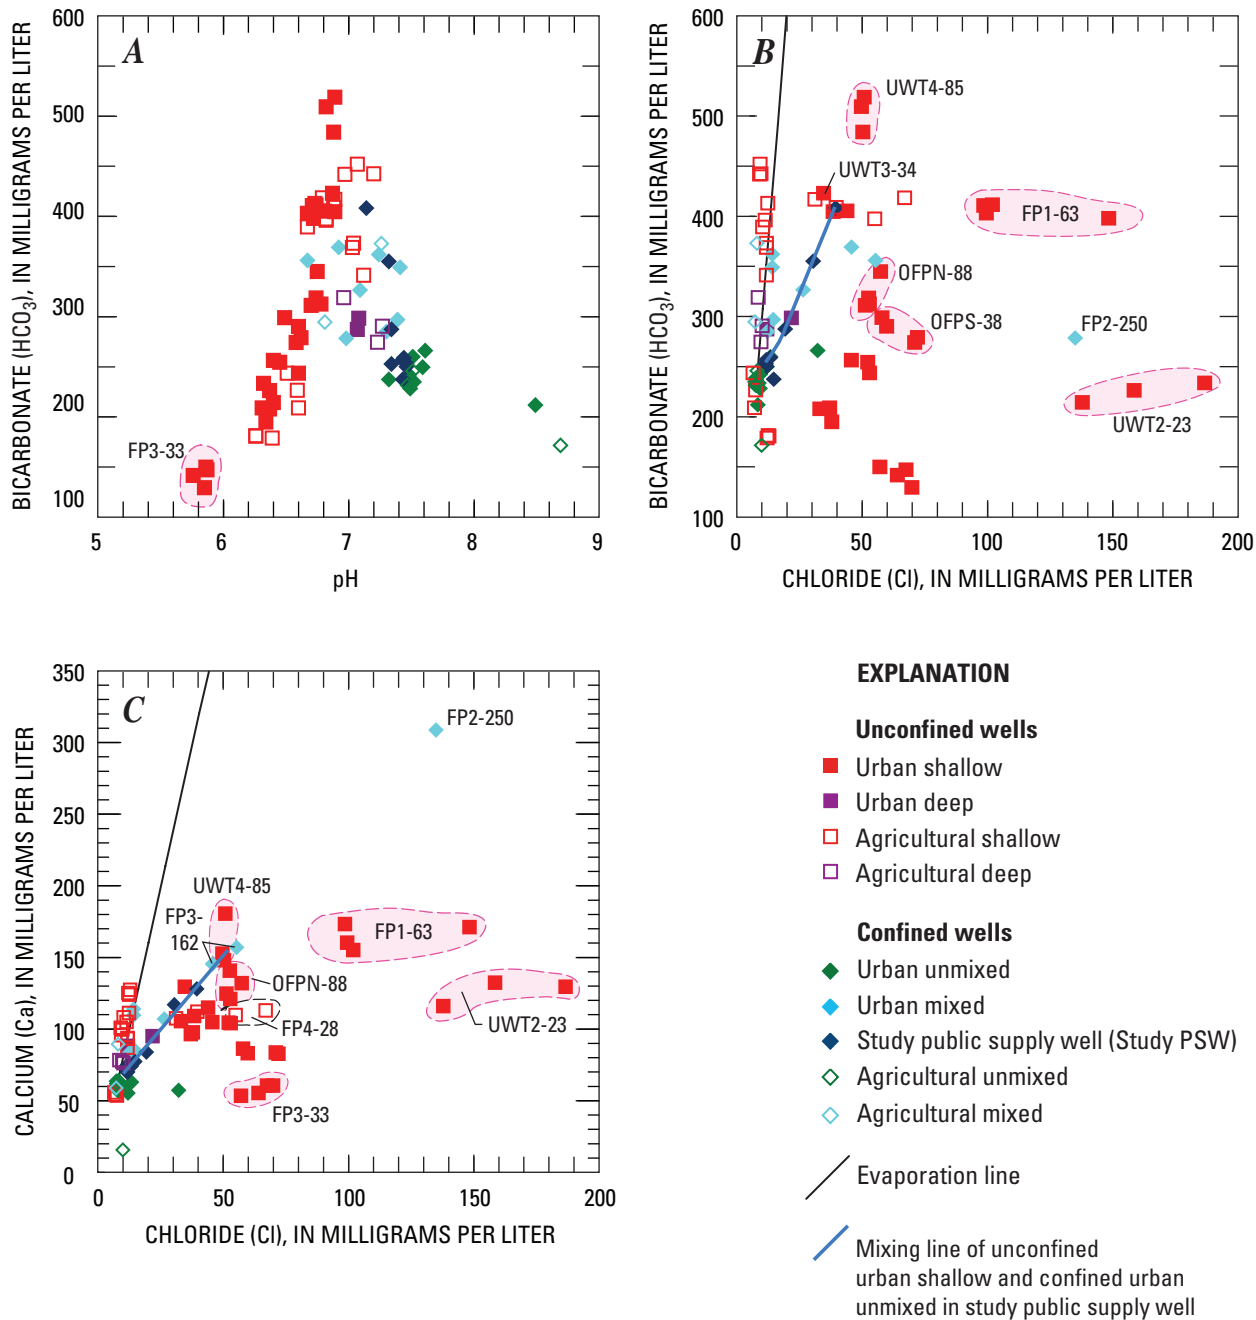 A
BICARBONATE (HCO3), IN MILLIGRAMS PER LITER
600
500
400
300
200
100
FP3-33
5
6
7
8
9
pH
B
BICARBONATE (HCO3), IN MILLIGRAMS PER LITER
600
500
400
300
200
100
UWT4-85
UWT3-34
FP1-63
OFPN-88
OFPS-38
FP2-250
UWT2-23
0
50
100
150
200
CHLORIDE (Cl), IN MILLIGRAMS PER LITER
C
CALCIUM (Ca), IN MILLIGRAMS PER LITER
350
300
250
200
150
100
50
0
FP2-250
UWT4-85
FP3-
162
FP1-63
OFPN-88
FP4-28
UWT2-23
FP3-33
0
50
100
150
200
CHLORIDE (Cl), IN MILLIGRAMS PER LITER
EXPLANATION
Unconfined wells
Urban shallow
Urban deep
Agricultural shallow
Agricultural deep
Confined wells
Urban unmixed
Urban mixed
Study public supply well (Study PSW)
Agricultural unmixed
Agricultural mixed
Evaporation line
Mixing line of unconfined
urban shallow and confined urban
unmixed in study public supply well